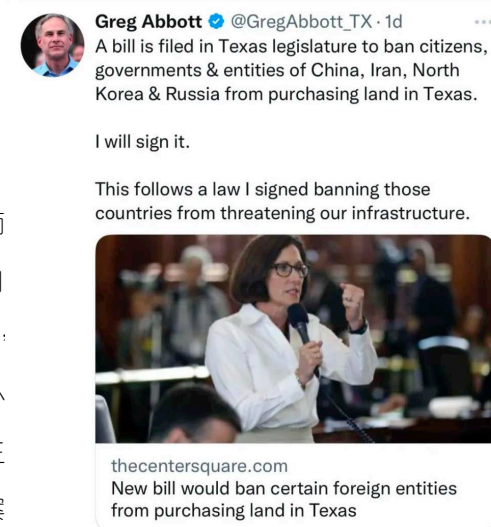 Greg Abbott @GregAbbott_TX · 1d
A bill is filed in Texas legislature to ban citizens,
governments & entities of China, Iran, North
Korea & Russia from purchasing land in Texas.
I will sign it.
This follows a law I signed banning those
countries from threatening our infrastructure.
thecentersquare.com
New bill would ban certain foreign entities
from purchasing land in Texas